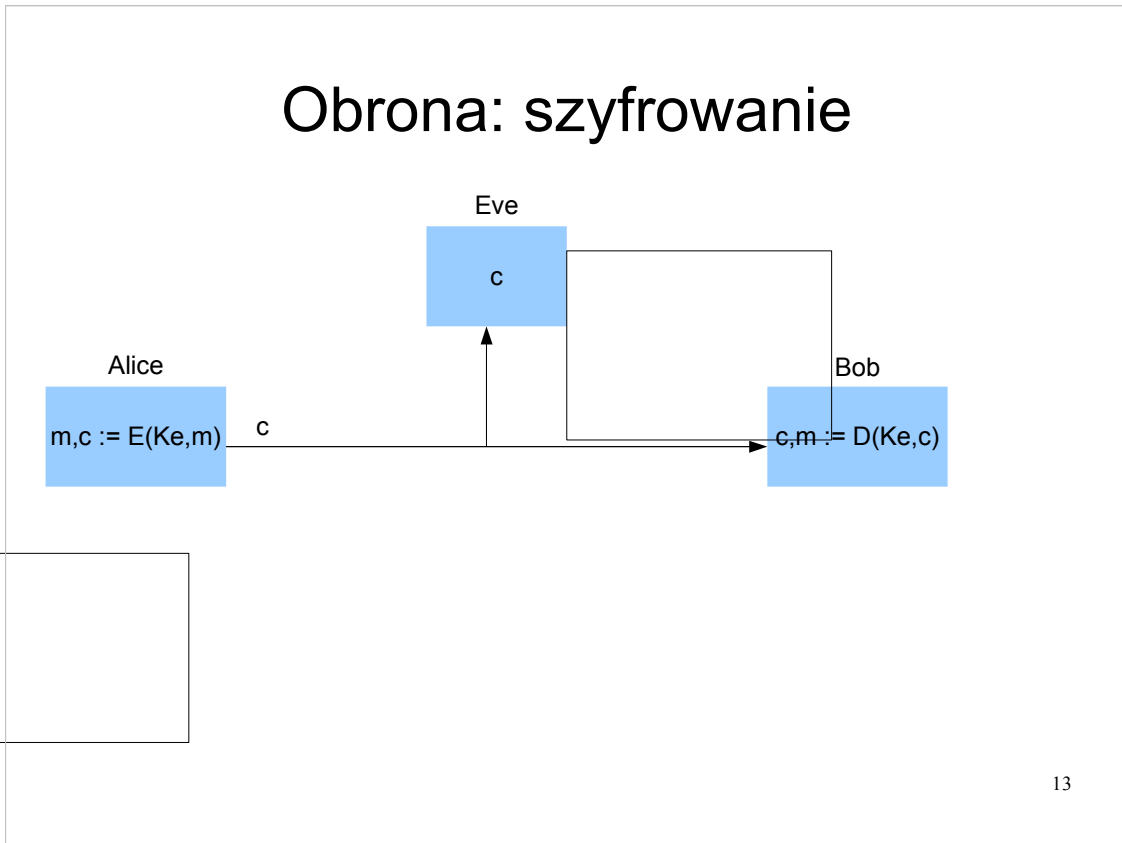 Obrona: szyfrowanie
Eve
c
Alice
Bob
m,c := E(Ke,m)
c
c,m := D(Ke,c)
13